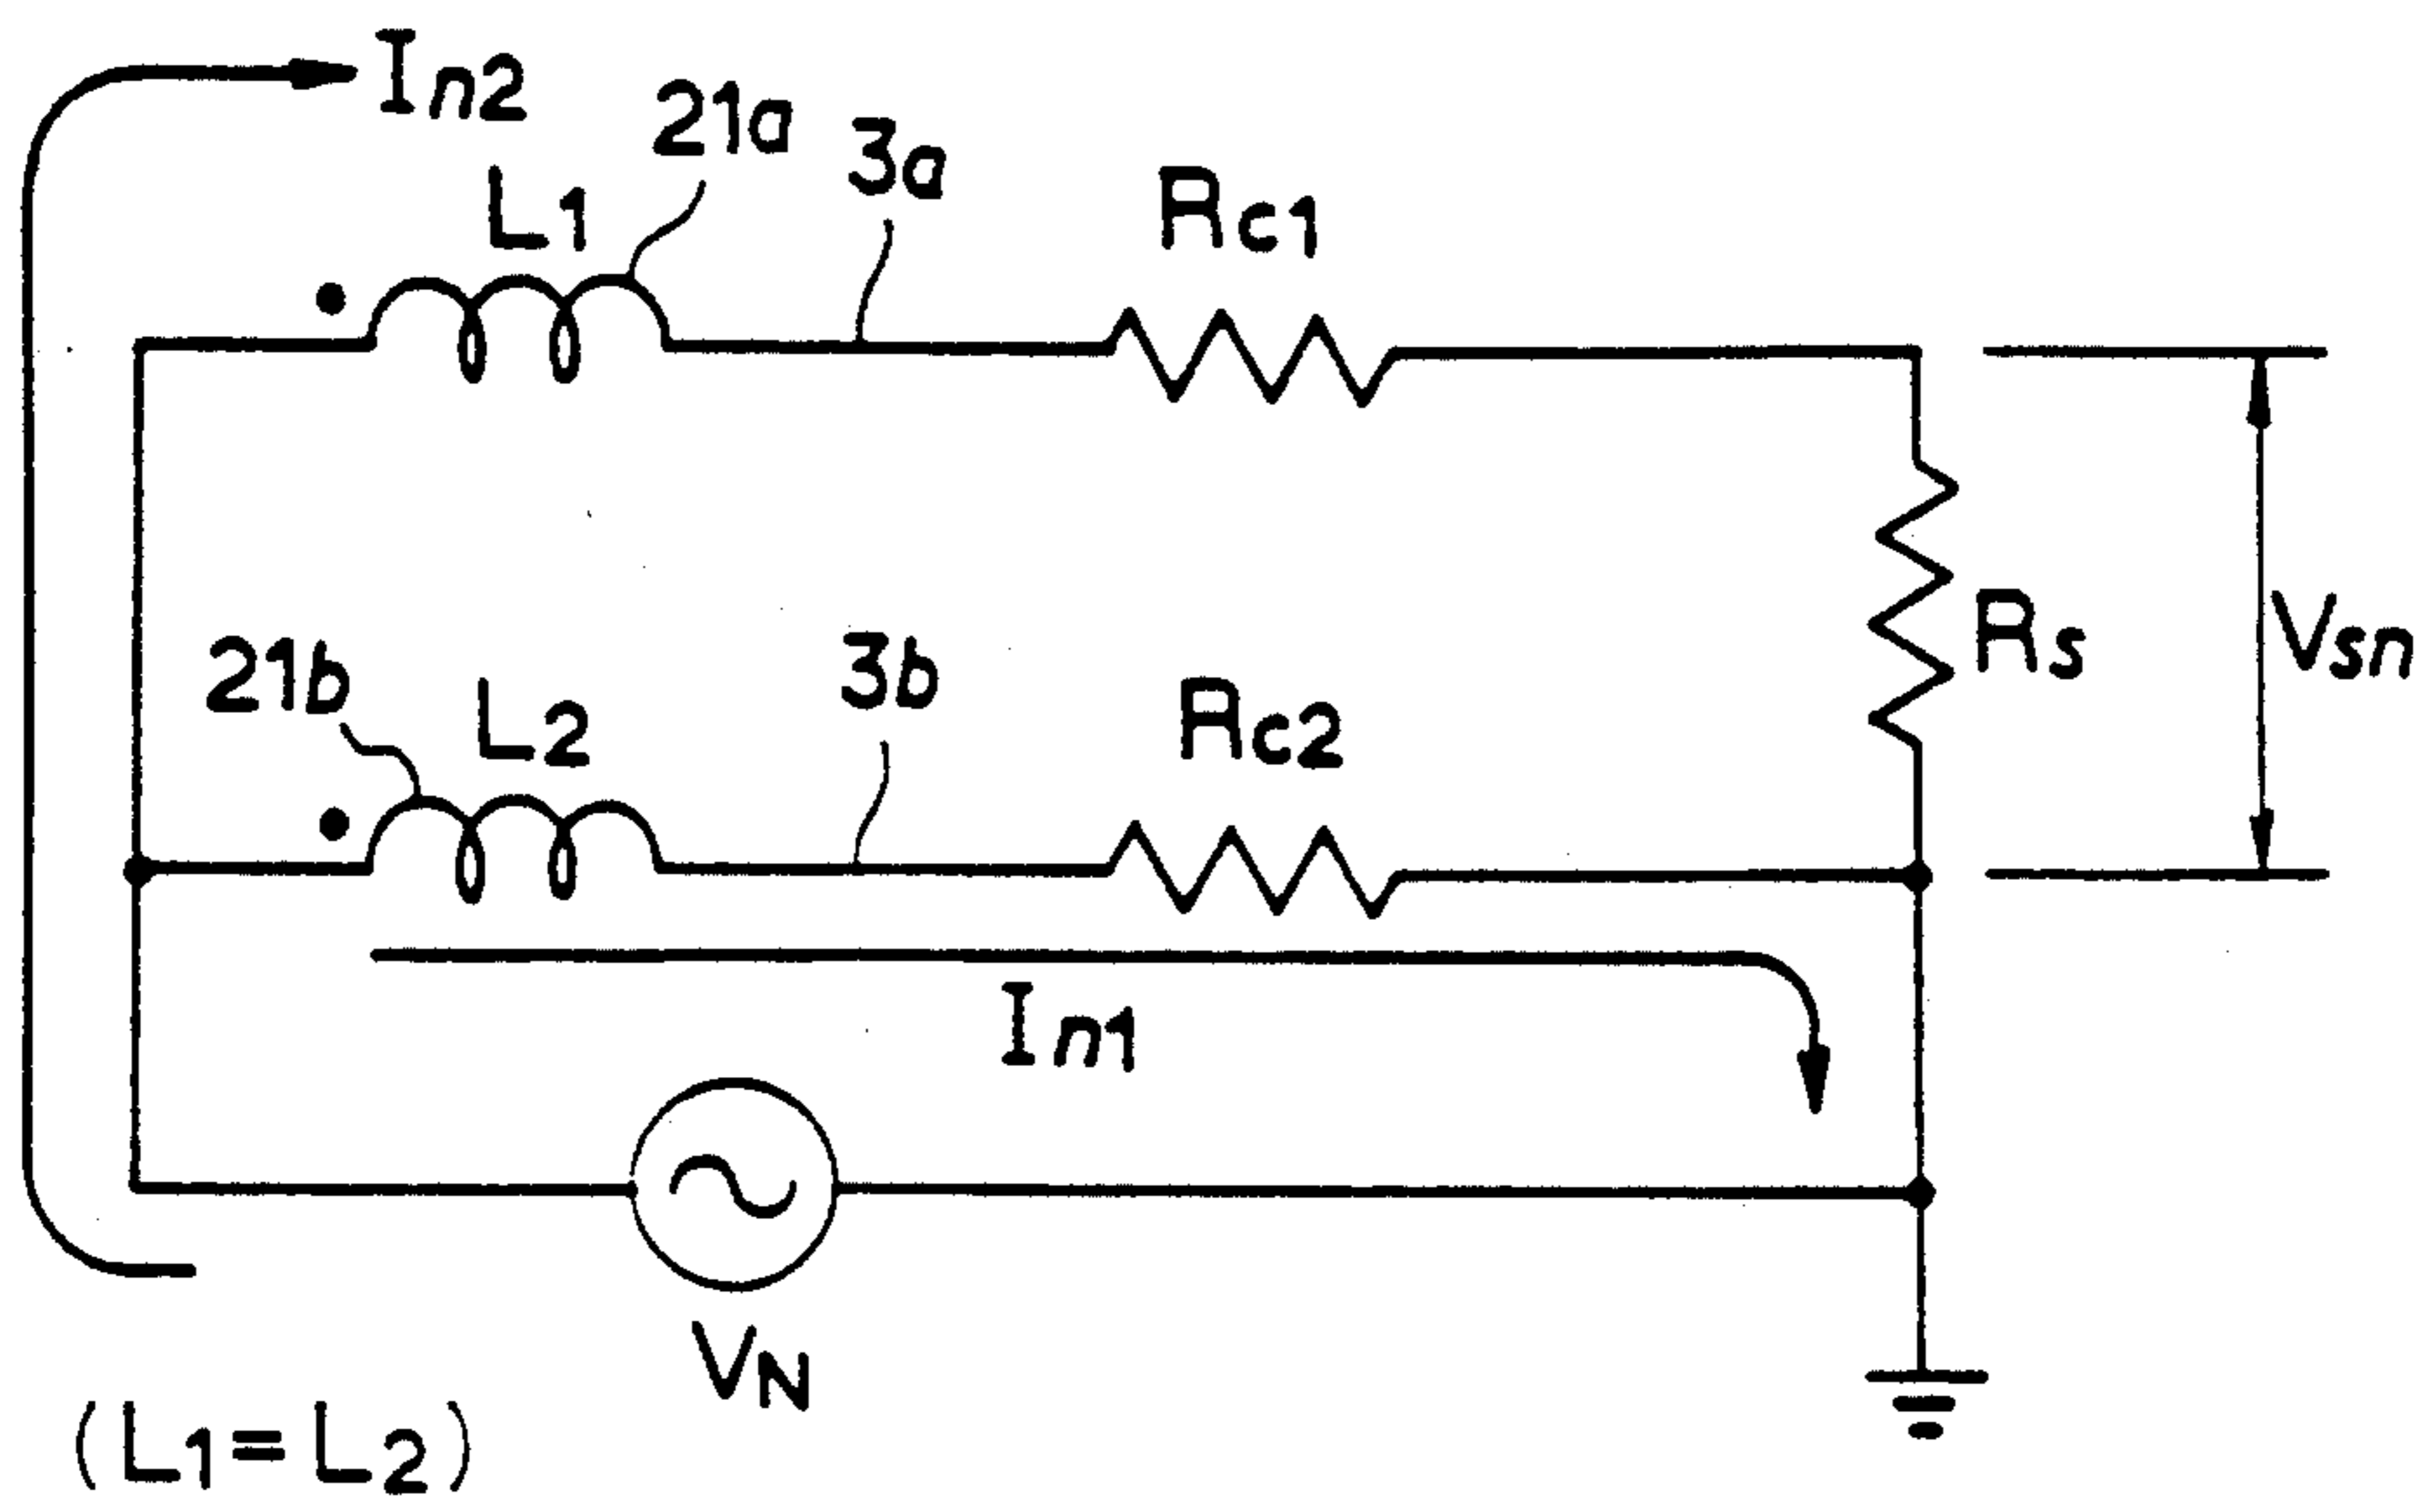 In2
21a
3a
L1
Rc1
21b
L2
3b
Rc2
Rs
Vsn
In1
VN
(L1=L2)